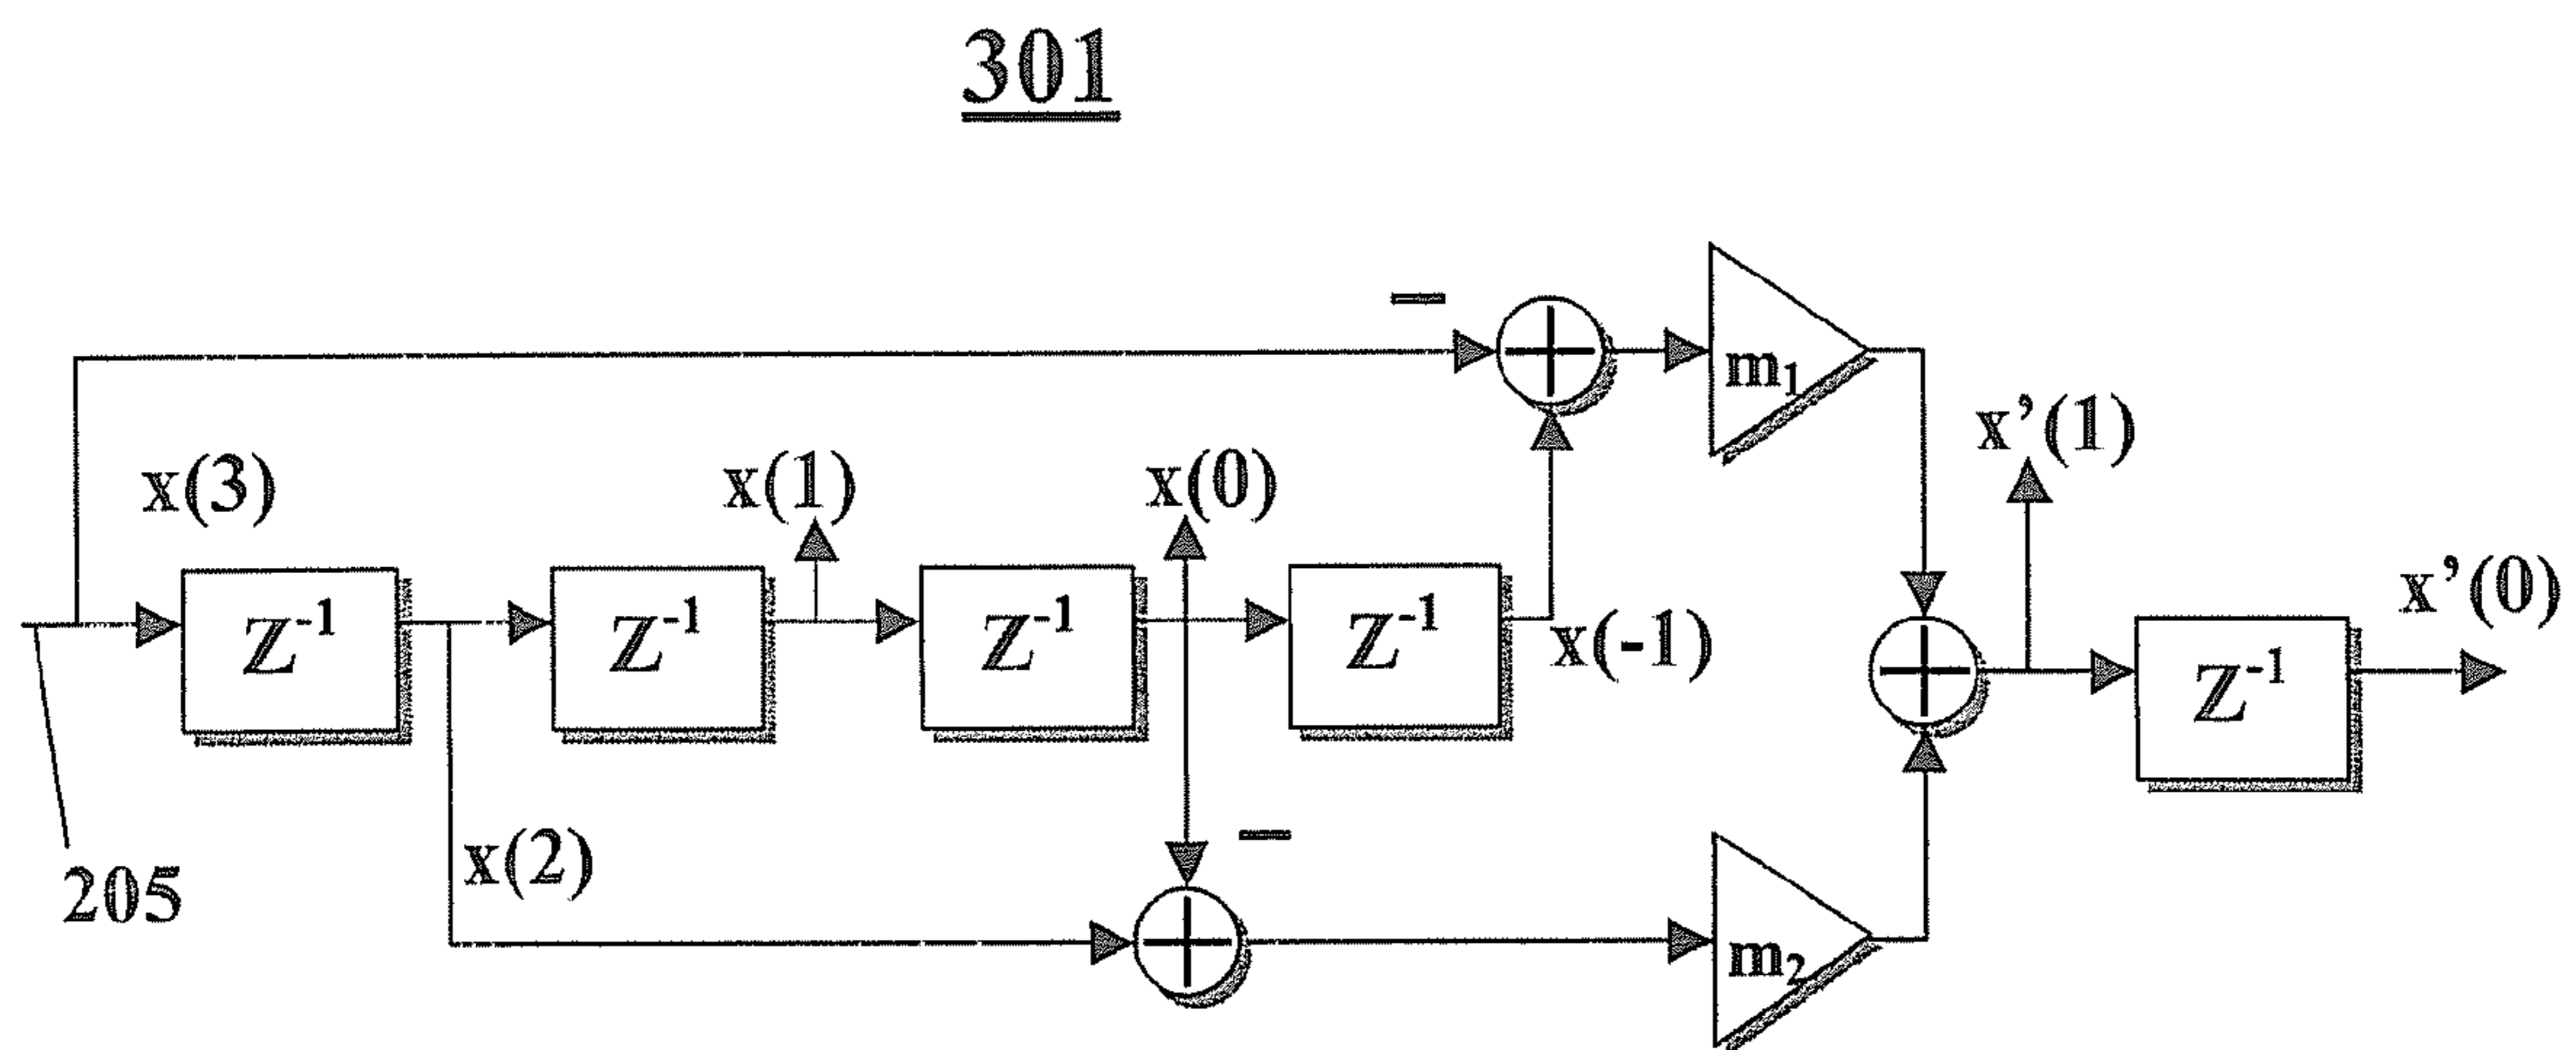 301
m₁
x'(1)
x(3)
x(1)
x(0)
x'(0)
Z⁻¹
Z⁻¹
Z⁻¹
Z⁻¹
x(-1)
Z⁻¹
x(2)
205
m₂